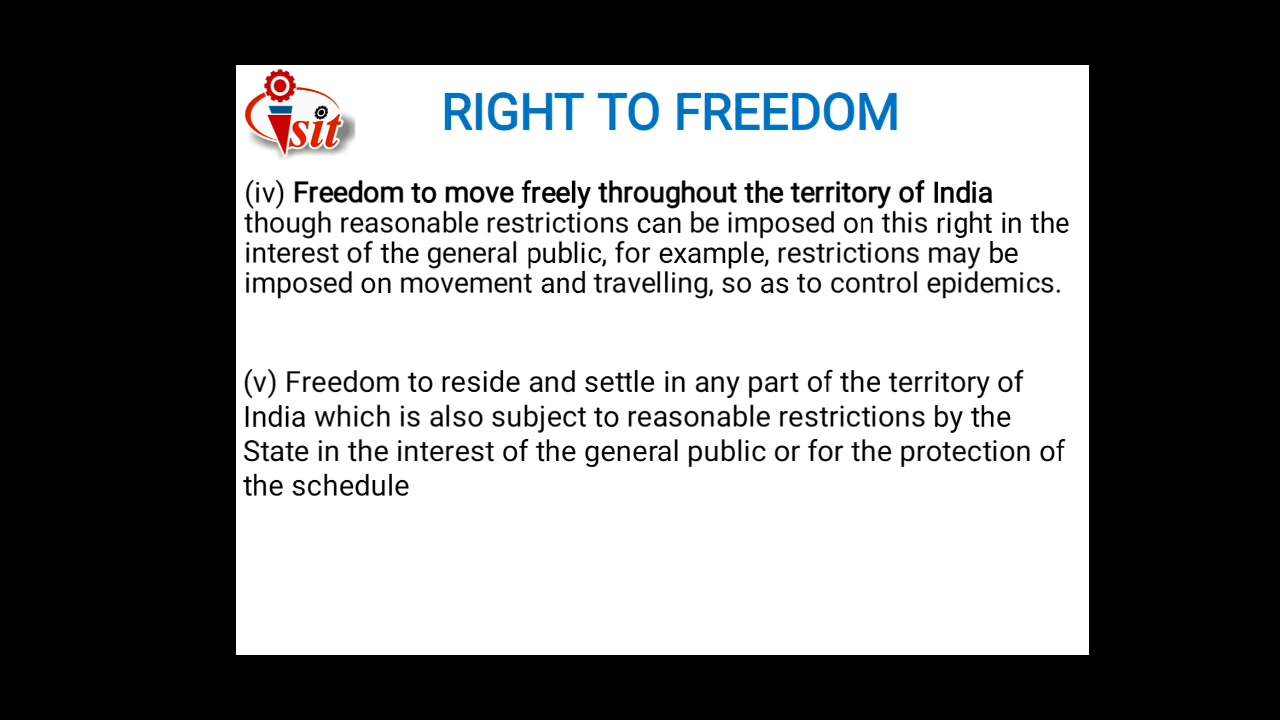 isit
RIGHT TO FREEDOM
(iv) Freedom to move freely throughout the territory of India
though reasonable restrictions can be imposed on this right in the
interest of the general public, for example, restrictions may be
imposed on movement and travelling, so as to control epidemics.
(v) Freedom to reside and settle in any part of the territory of
India which is also subject to reasonable restrictions by the
State in the interest of the general public or for the protection of
the schedule